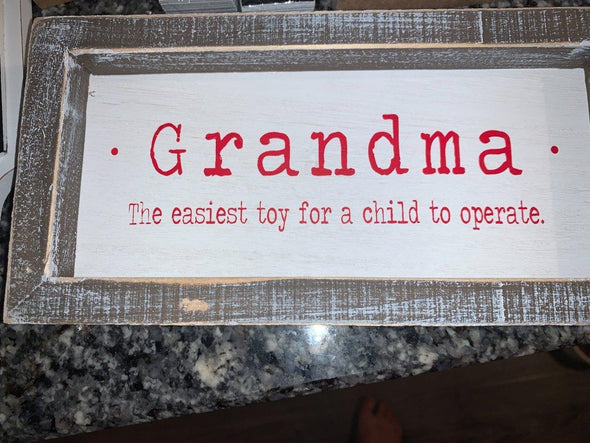 · Grandma ·
The easiest toy for a child to operate.